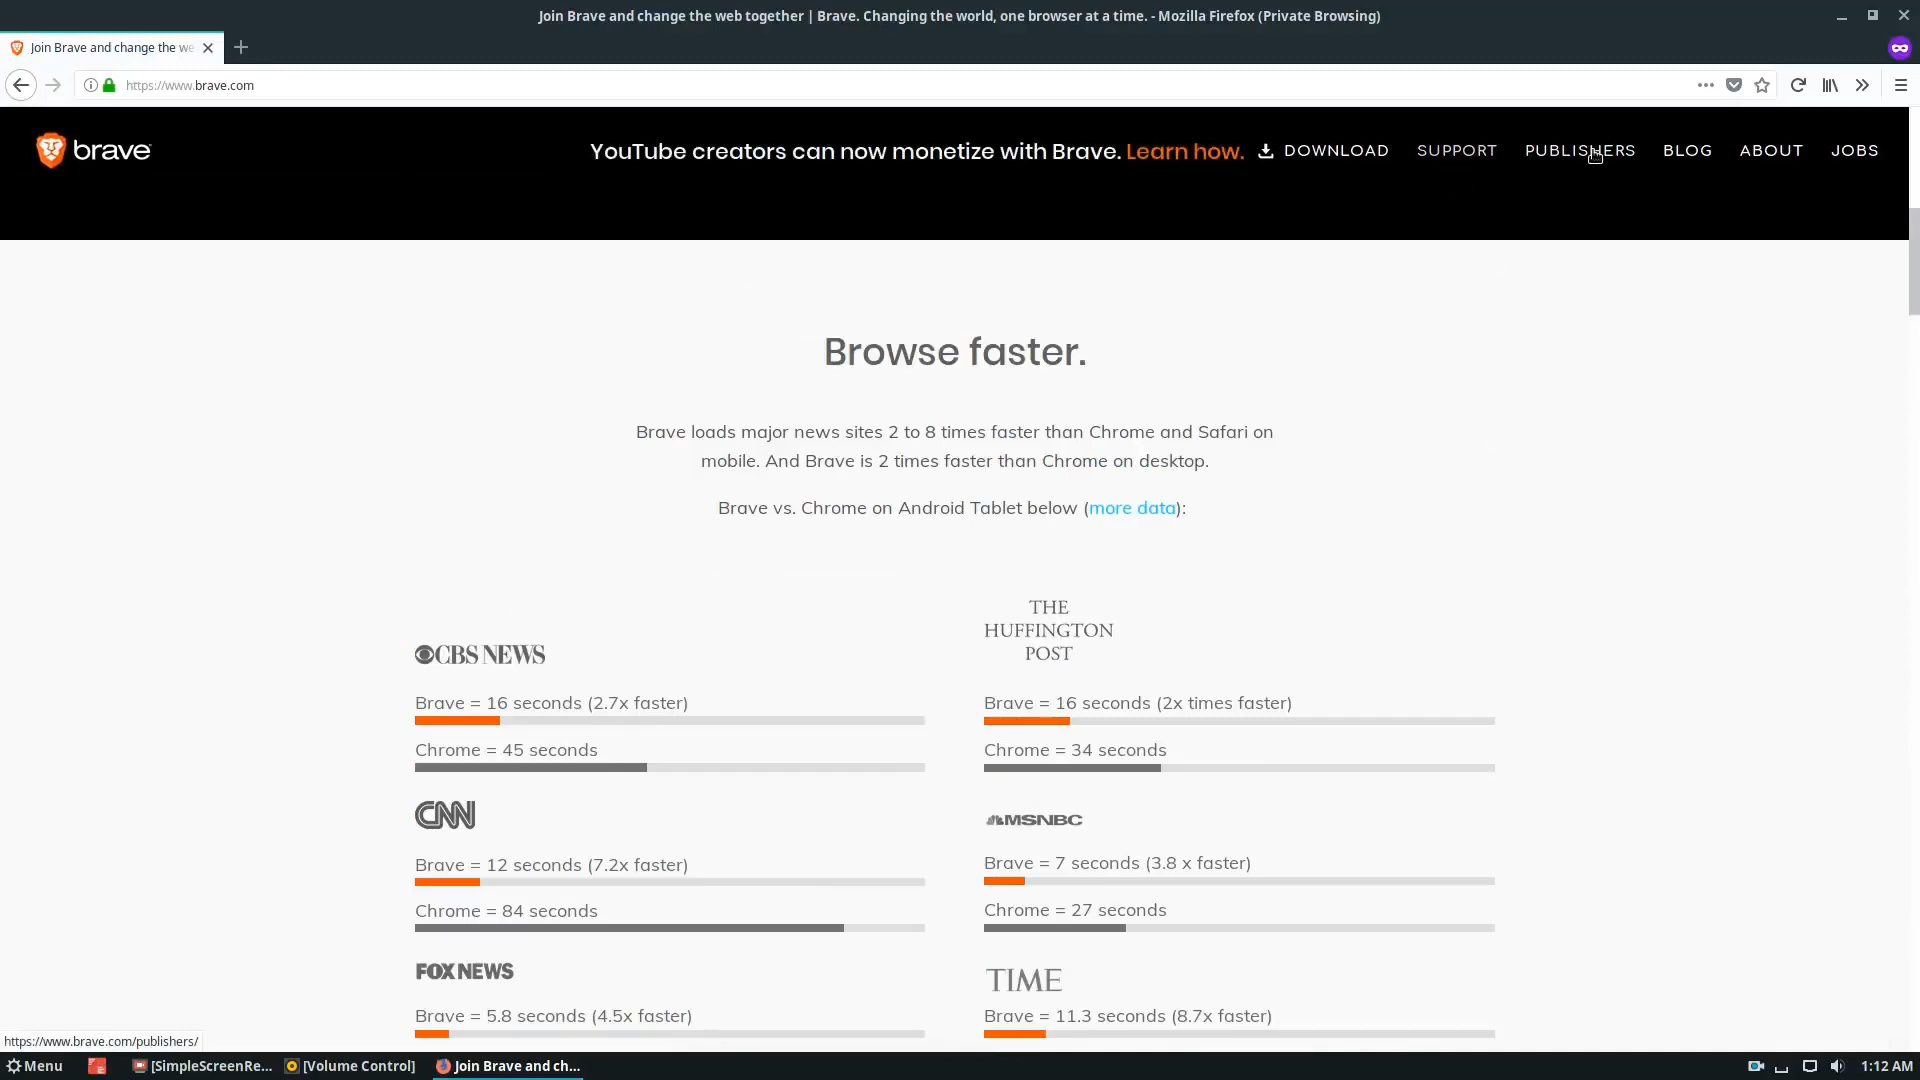 Join Brave and change the web together | Brave. Changing the world, one browser at a time. - Mozilla Firefox (Private Browsing)
Join Brave and change the we
https://www.brave.com
brave
YouTube creators can now monetize with Brave. Learn how.
DOWNLOAD
SUPPORT
PUBLISHERS
BLOG
ABOUT
JOBS
Browse faster.
Brave loads major news sites 2 to 8 times faster than Chrome and Safari on
mobile. And Brave is 2 times faster than Chrome on desktop.
Brave vs. Chrome on Android Tablet below (more data):
CBS NEWS
Brave = 16 seconds (2.7x faster)
Chrome = 45 seconds
THE
HUFFINGTON
POST
Brave = 16 seconds (2x times faster)
Chrome = 34 seconds
CNN
Brave = 12 seconds (7.2x faster)
Chrome = 84 seconds
MSNBC
Brave = 7 seconds (3.8 x faster)
Chrome = 27 seconds
FOX NEWS
Brave = 5.8 seconds (4.5x faster)
TIME
Brave = 11.3 seconds (8.7x faster)
https://www.brave.com/publishers/
Menu
[SimpleScreenRe...
[Volume Control]
Join Brave and ch...
1:12 AM